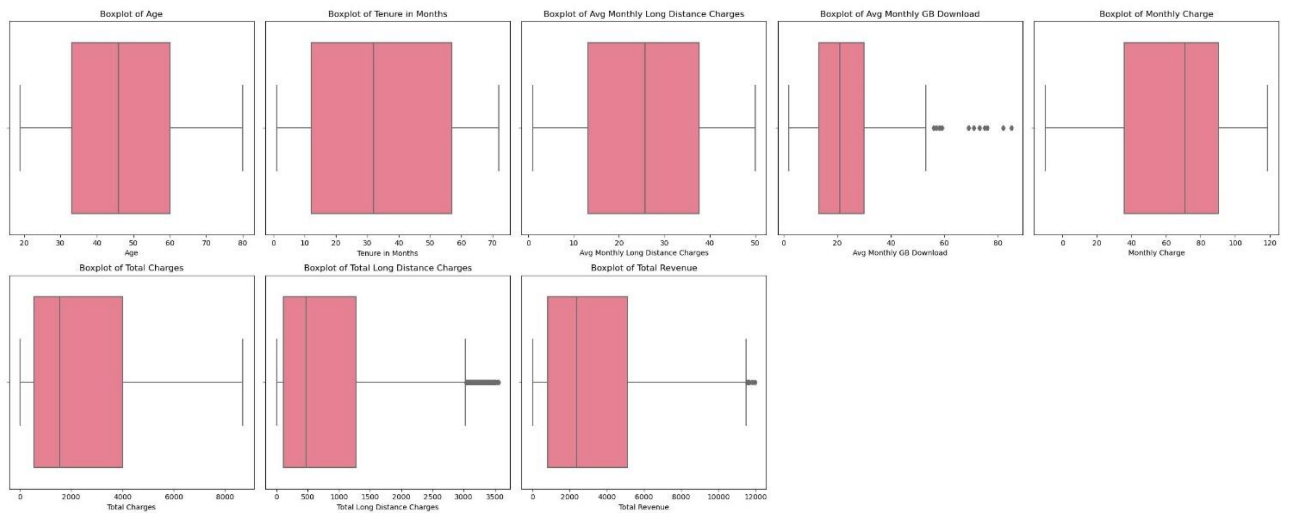 Boxplot of Age
Boxplot of Tenure in Months
Boxplot of Avg Monthly Long Distance Charges
Boxplot of Avg Monthly GB Download
Boxplot of Monthly Charge
20 30 40 50 60 70 80
0 10 20 30 40 50 60 70
0 10 20 30 40 50
0 20 40 60 80
0 20 40 60 80 100 120
Age
Tenure in Months
Avg Monthly Long Distance Charges
Avg Monthly GB Download
Monthly Charge
Boxplot of Total Charges
Boxplot of Total Long Distance Charges
Boxplot of Total Revenue
0 2000 4000 6000 8000
0 500 1000 1500 2000 2500 3000 3500
0 2000 4000 6000 8000 10000 12000
Total Charges
Total Long Distance Charges
Total Revenue